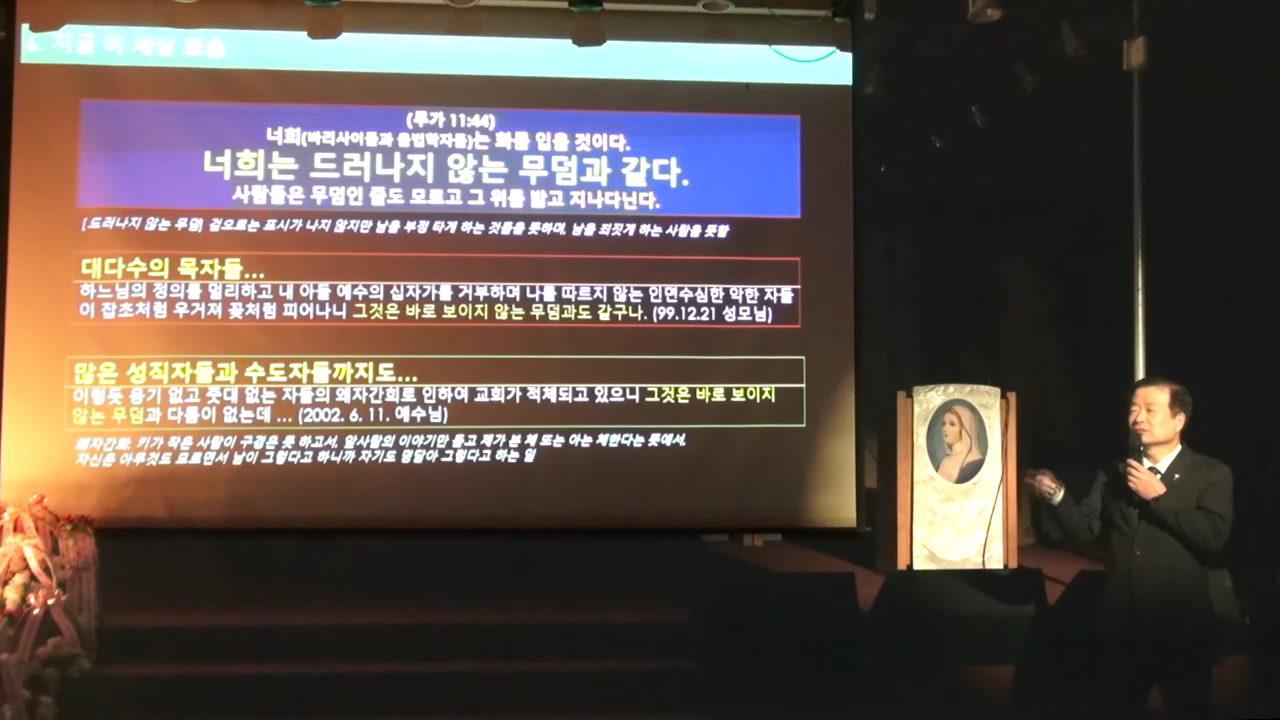 3. 지금 이 세상 모습
(루가 11:44)
너희(바리사이들과 율법학자들)는 화를 입을 것이다.
너희는 드러나지 않는 무덤과 같다.
사람들은 무덤인 줄도 모르고 그 위를 밟고 지나다닌다.
[드러나지 않는 무덤] 겉으로는 표시가 나지 않지만 남을 부정 타게 하는 것들을 뜻하며, 남을 죄짓게 하는 사람을 뜻함
대다수의 목자들...
하느님의 정의를 멀리하고 내 아들 예수의 십자가를 거부하며 나를 따르지 않는 인면수심한 악한 자들
이 잡초처럼 우거져 꽃처럼 피어나니 그것은 바로 보이지 않는 무덤과도 같구나. (99.12.21 성모님)
많은 성직자들과 수도자들까지도...
이렇듯 용기 없고 줏대 없는 자들의 왜자간희로 인하여 교회가 적체되고 있으니 그것은 바로 보이지
않는 무덤과 다름이 없는데 ... (2002. 6. 11. 예수님)
왜자간희: 키가 작은 사람이 구경은 못 하고서, 앞사람의 이야기만 듣고 제가 본 체 또는 아는 체한다는 뜻에서,
자신은 아무것도 모르면서 남이 그렇다고 하니까 자기도 덩달아 그렇다고 하는 일